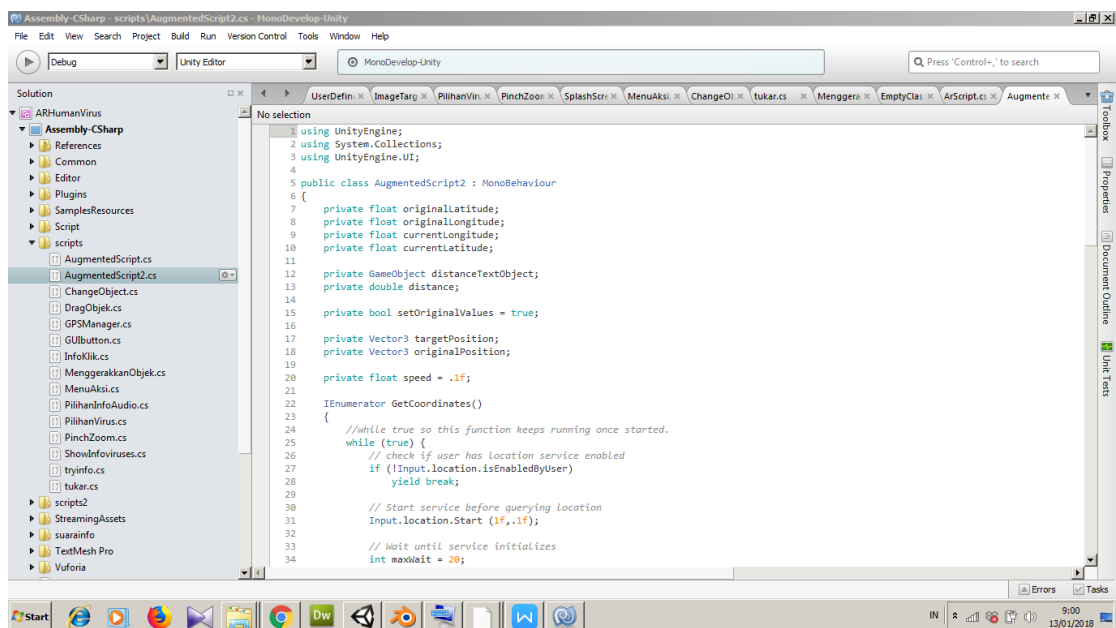 Assembly-CSharp - scripts\AugmentedScript2.cs - MonoDevelop-Unity
File Edit View Search Project Build Run Version Control Tools Window Help
Debug Unity Editor MonoDevelop-Unity Press 'Control+,' to search
Solution
UserDefin ImageTarg PilihanVir PinchZoon SplashScre MenuAksi. ChangeOl tukar.cs Menggera EmptyClas ArScript.cs Augmente
No selection
ARHumanVirus
Assembly-CSharp
References
Common
Editor
Plugins
SamplesResources
Script
scripts
AugmentedScript.cs
AugmentedScript2.cs
ChangeObject.cs
DragObjek.cs
GPSManager.cs
GUIbutton.cs
InfoKlik.cs
MenggerakkanObjek.cs
MenuAksi.cs
PilihanInfoAudio.cs
PilihanVirus.cs
PinchZoom.cs
ShowInfoviruses.cs
tryinfo.cs
tukar.cs
scripts2
StreamingAssets
suarainfo
TextMesh Pro
Vuforia
1 using UnityEngine;
2 using System.Collections;
3 using UnityEngine.UI;
4
5 public class AugmentedScript2 : MonoBehaviour
6 {
7 private float originalLatitude;
8 private float originalLongitude;
9 private float currentLongitude;
10 private float currentLatitude;
11
12 private GameObject distanceTextObject;
13 private double distance;
14
15 private bool setOriginalValues = true;
16
17 private Vector3 targetPosition;
18 private Vector3 originalPosition;
19
20 private float speed = .1f;
21
22 IEnumerator GetCoordinates()
23 {
24 //while true so this function keeps running once started.
25 while (true) {
26 // check if user has location service enabled
27 if (!Input.location.isEnabledByUser)
28 yield break;
29
30 // Start service before querying location
31 Input.location.Start (1f,.1f);
32
33 // Wait until service initializes
34 int maxWait = 20;
Toolbox
Properties
Document Outline
Unit Tests
Errors Tasks
Start Dw W IN 9:00
13/01/2018